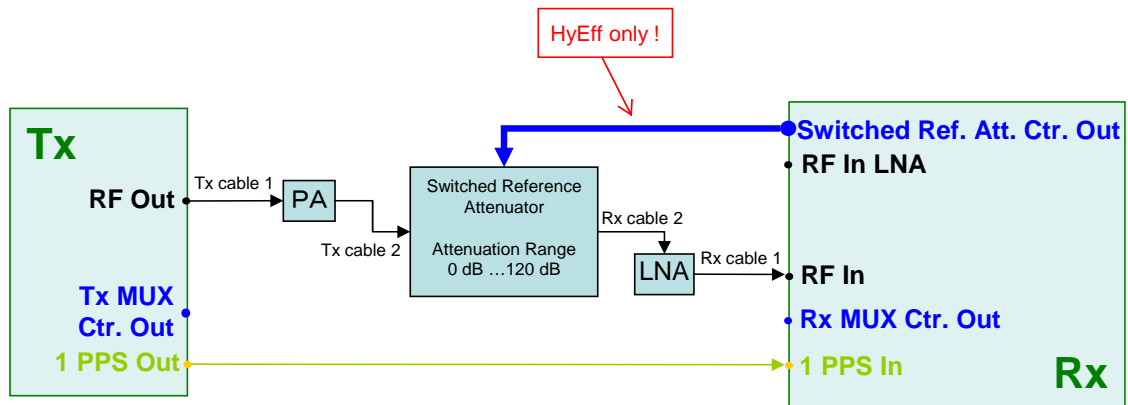 HyEff only !
Tx
RF Out
Tx MUX
Ctr. Out
1 PPS Out
Tx cable 1
PA
Tx cable 2
Switched Reference
Attenuator
Attenuation Range
0 dB …120 dB
Rx cable 2
LNA
Rx cable 1
Switched Ref. Att. Ctr. Out
RF In LNA
RF In
Rx MUX Ctr. Out
1 PPS In
Rx